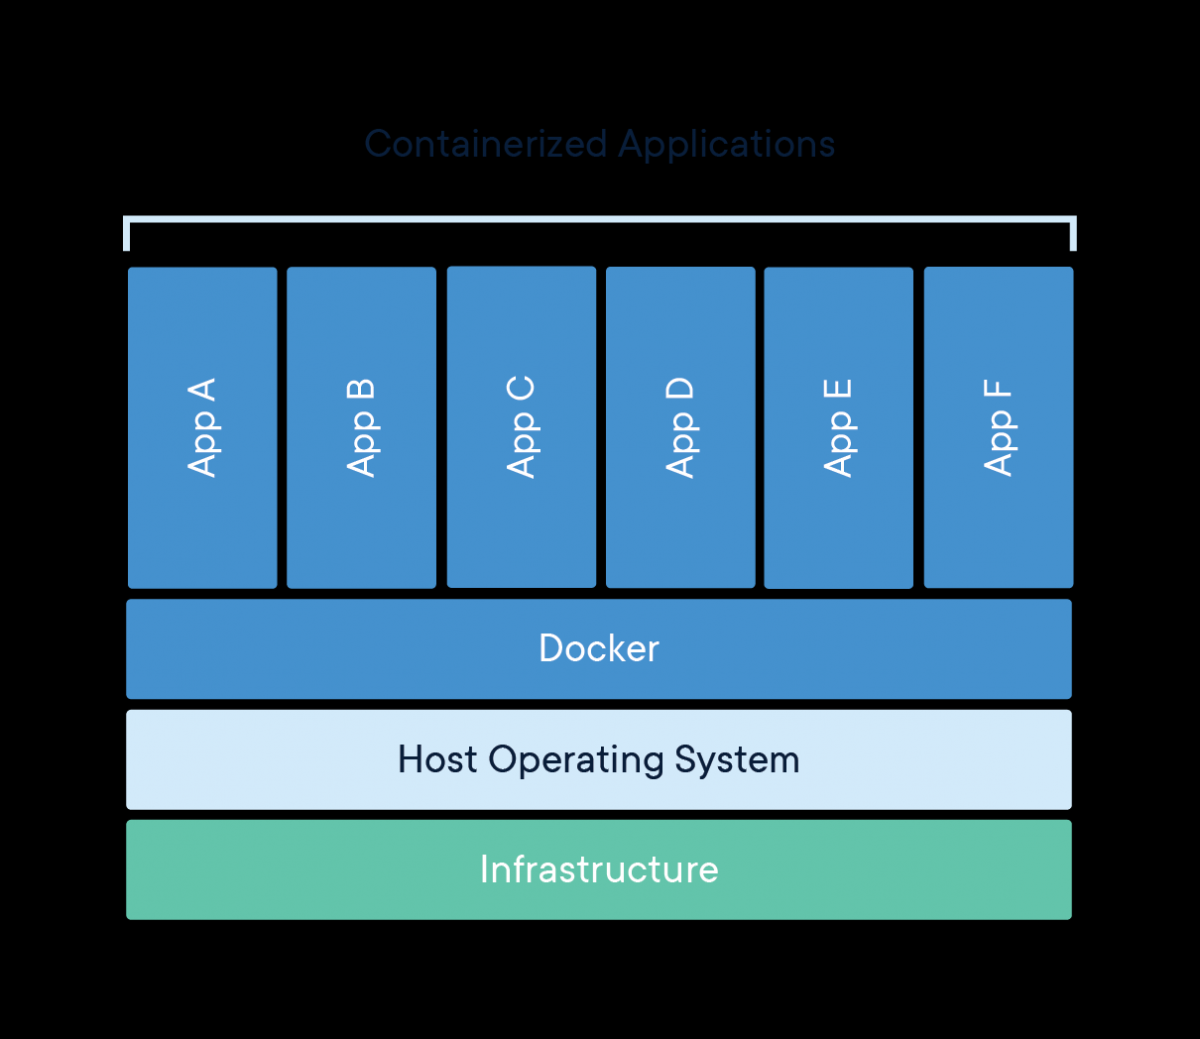 Containerized Applications
App A
App B
App C
App D
App E
App F
Docker
Host Operating System
Infrastructure